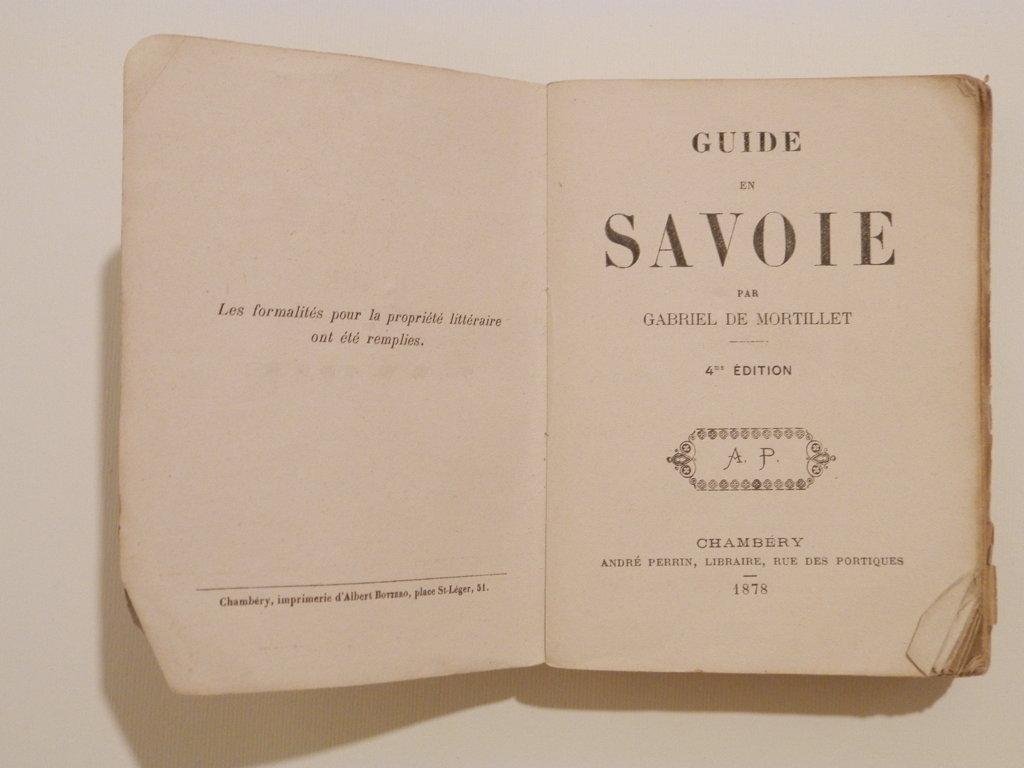 Les formalités pour la propriété littéraire
ont été remplies.
Chambéry, imprimerie d'Albert BOTTERO, place St-Léger, 51.
GUIDE
EN
SAVOIE
PAR
GABRIEL DE MORTILLET
4me ÉDITION
A. P.
CHAMBÉRY
ANDRÉ PERRIN, LIBRAIRE, RUE DES PORTIQUES
1878